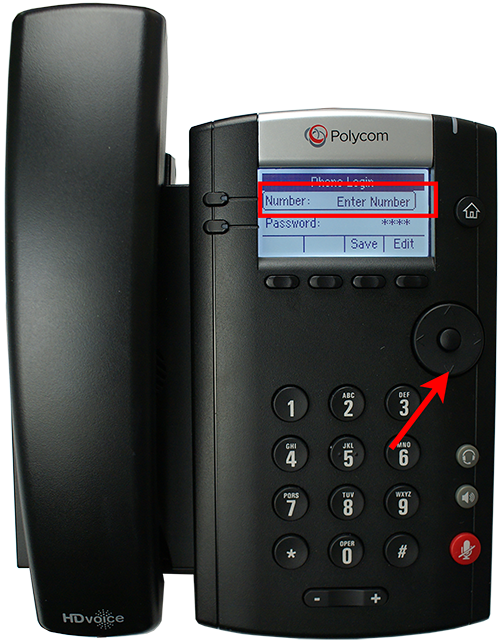 Polycom
Phone Login
Number: Enter Number
Password: ****
Save Edit
1 ABC 2 DEF 3
GHI 4 JKL 5 MNO 6
PQRS 7 TUV 8 WXYZ 9
* OPER 0 #
- +
HDvoice